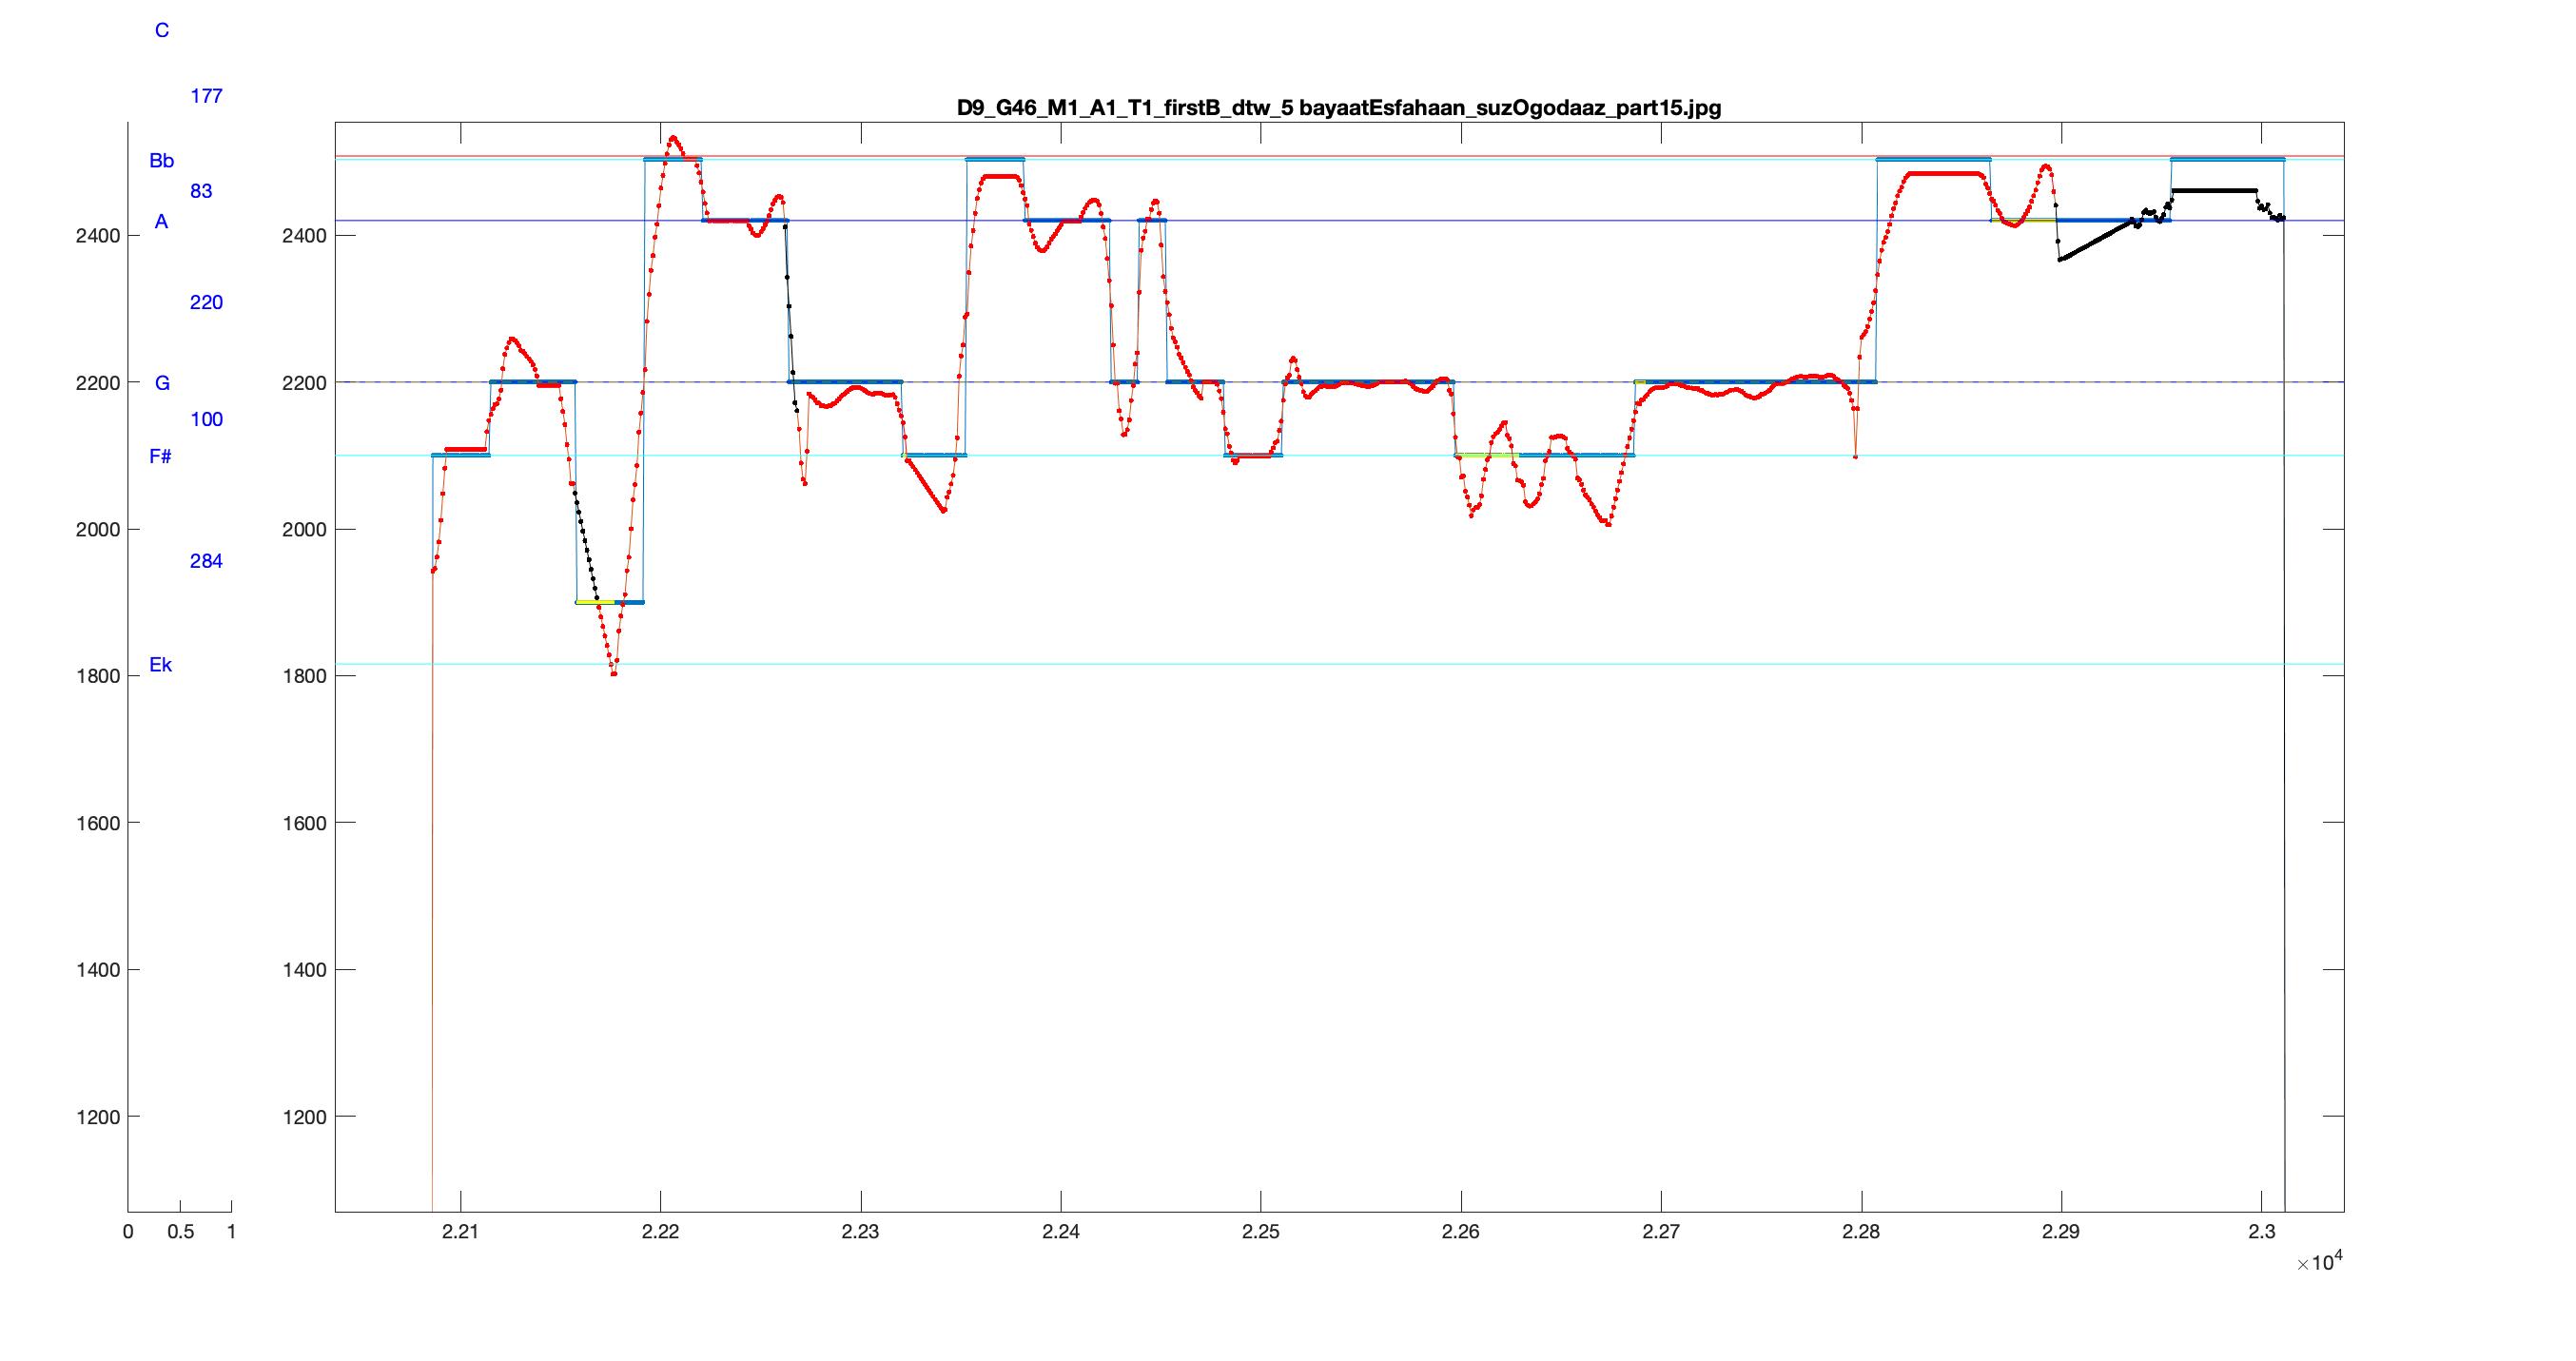 C
177
D9_G46_M1_A1_T1_firstB_dtw_5 bayaatEsfahaan_suzOgodaaz_part15.jpg
Bb
83
A
2400 2400
220
2200 G 2200
100
F#
2000 2000
284
Ek
1800 1800
1600 1600
1400 1400
1200 1200
0 0.5 1 2.21 2.22 2.23 2.24 2.25 2.26 2.27 2.28 2.29 2.3
×10^4